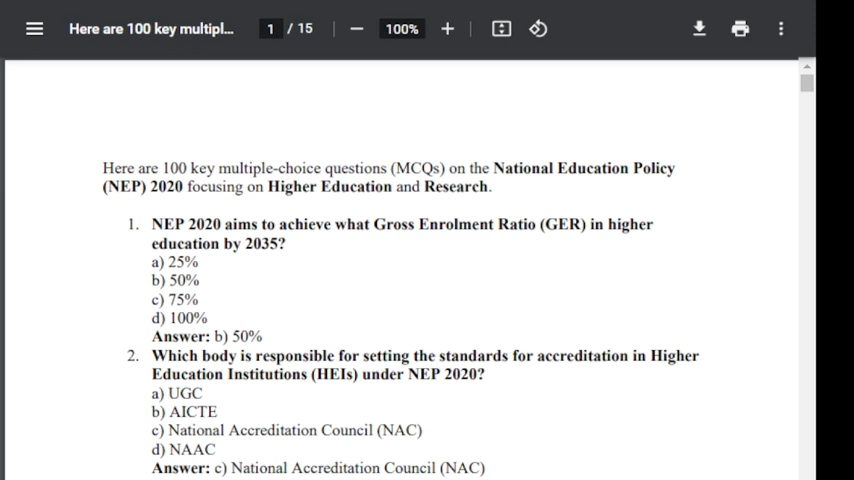 Here are 100 key multipl... 1 / 15 100%
Here are 100 key multiple-choice questions (MCQs) on the National Education Policy
(NEP) 2020 focusing on Higher Education and Research.
1. NEP 2020 aims to achieve what Gross Enrolment Ratio (GER) in higher
education by 2035?
a) 25%
b) 50%
c) 75%
d) 100%
Answer: b) 50%
2. Which body is responsible for setting the standards for accreditation in Higher
Education Institutions (HEIs) under NEP 2020?
a) UGC
b) AICTE
c) National Accreditation Council (NAC)
d) NAAC
Answer: c) National Accreditation Council (NAC)